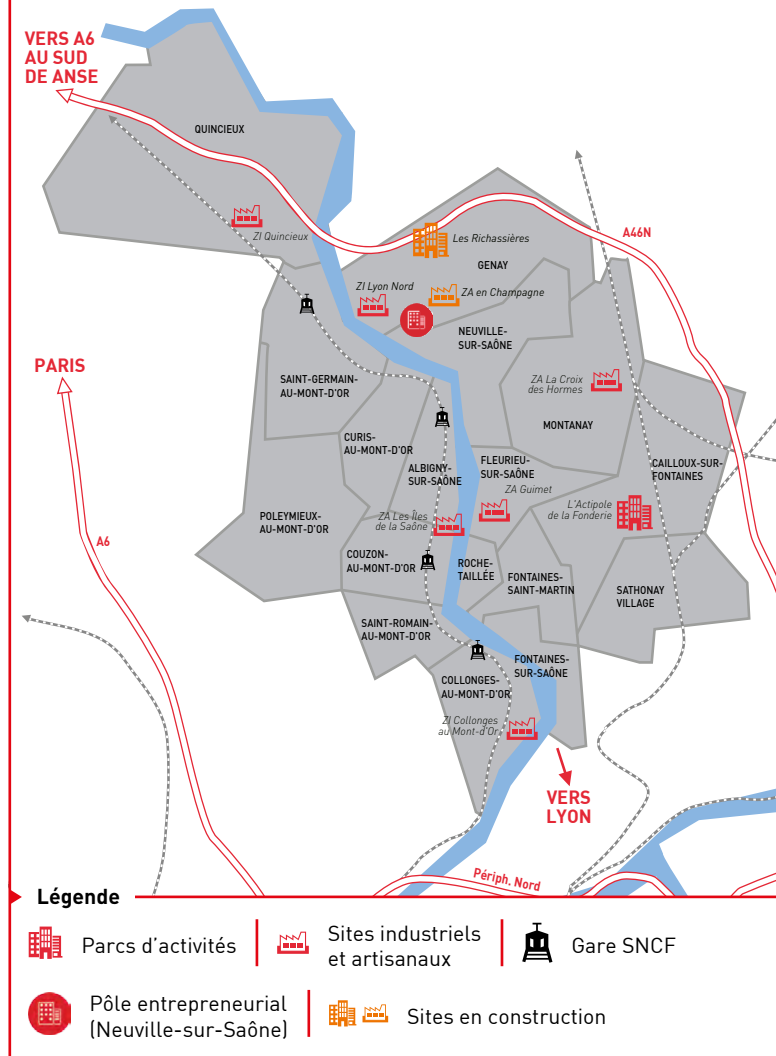 VERS A6
AU SUD
DE ANSE
QUINCIEUX
ZI Quincieux
Les Richassières
A46N
GENAY
ZI Lyon Nord
ZA en Champagne
NEUVILLE-
SUR-SAÔNE
PARIS
SAINT-GERMAIN-
AU-MONT-D'OR
ZA La Croix
des Hormes
MONTANAY
CURIS-
AU-MONT-D'OR
ALBIGNY-
SUR-SAÔNE
FLEURIEU-
SUR-SAÔNE
ZA Guimet
CAILLOUX-SUR-
FONTAINES
POLEYMIEUX-
AU-MONT-D'OR
ZA Les Îles
de la Saône
L'Actipole
de la Fonderie
A6
COUZON-
AU-MONT-D'OR
ROCHE-
TAILLÉE
FONTAINES-
SAINT-MARTIN
SATHONAY
VILLAGE
SAINT-ROMAIN-
AU-MONT-D'OR
FONTAINES-
SUR-SAÔNE
COLLONGES-
AU-MONT-D'OR
ZI Collonges
au Mont-d'Or
VERS
LYON
Périph. Nord
Légende
Parcs d'activités
Sites industriels
et artisanaux
Gare SNCF
Pôle entrepreneurial
(Neuville-sur-Saône)
Sites en construction